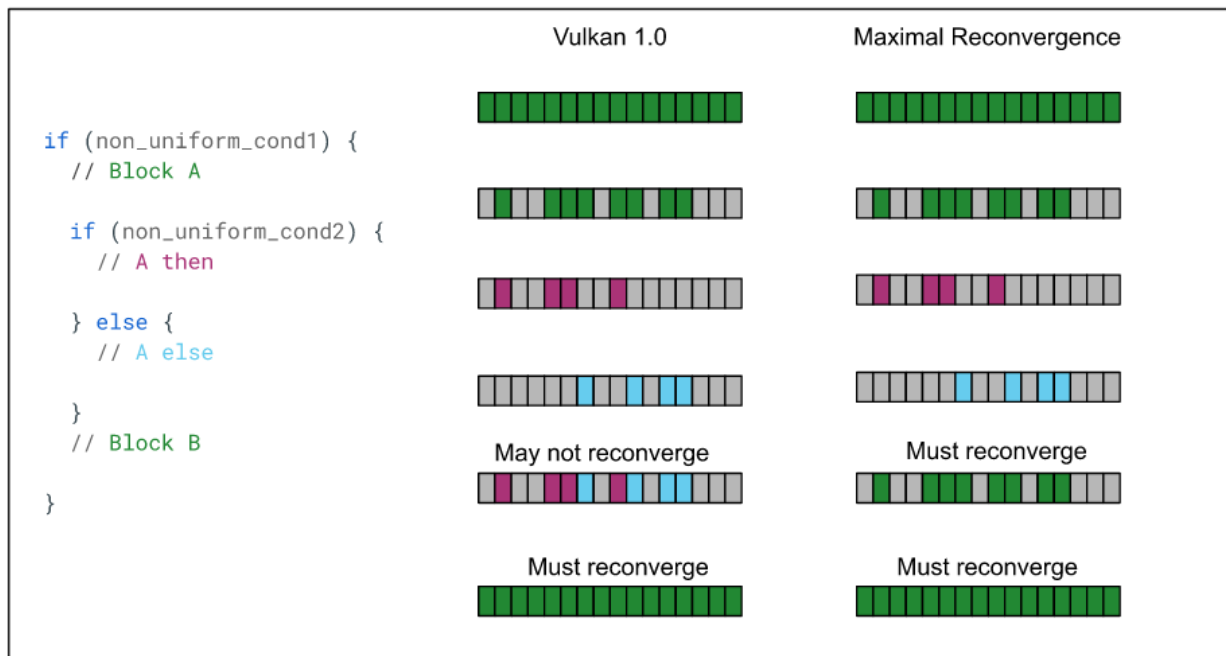 Vulkan 1.0
Maximal Reconvergence
if (non_uniform_cond1) {
// Block A
if (non_uniform_cond2) {
// A then
} else {
// A else
}
// Block B
}
May not reconverge
Must reconverge
Must reconverge
Must reconverge